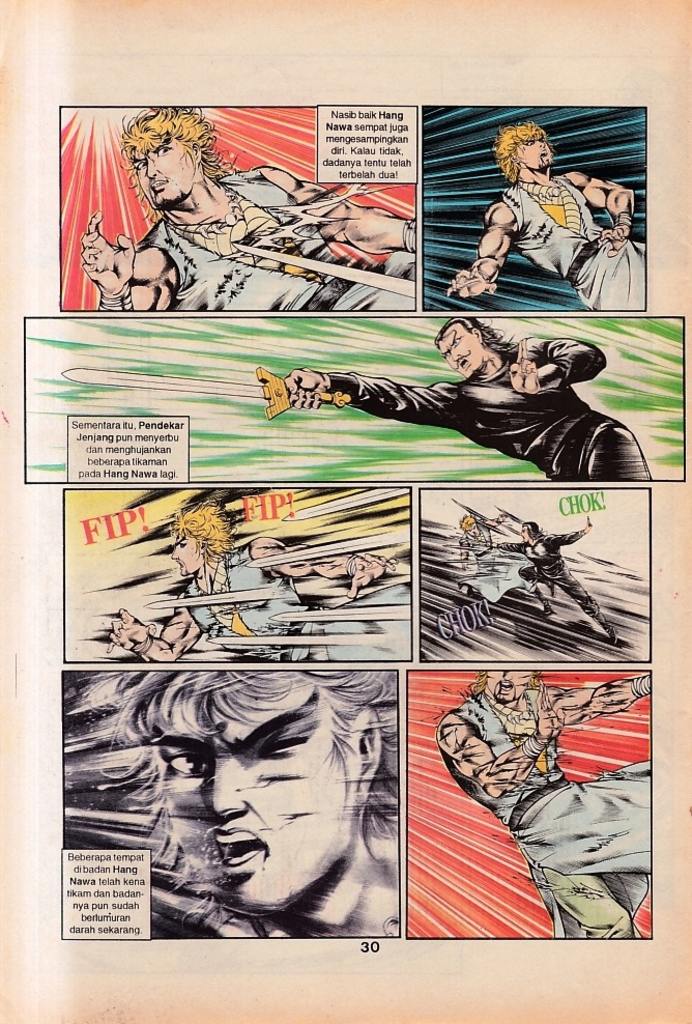 Nasib baik Hang
Nawa sempat juga
mengesampingkan
diri. Kalau tidak,
dadanya tentu telah
terbelah dua!
Sementara itu, Pendekar
Jenjang pun menyerbu
dan menghujankan
beberapa tikaman
pada Hang Nawa lagi.
FIP!
FIP!
CHOK!
CHOK!
Beberapa tempat
di badan Hang
Nawa telah kena
tikam dan badan-
nya pun sudah
berlumuran
darah sekarang.
30